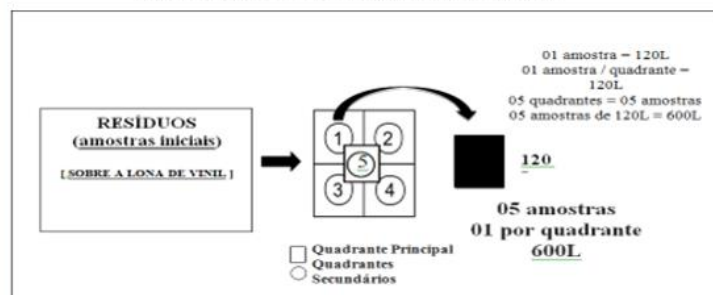 RESÍDUOS
(amostras iniciais)
[ SOBRE A LONA DE VINIL ]
1 2
5
3 4
Quadrante Principal
Quadrantes
Secundários
01 amostra = 120L
01 amostra / quadrante =
120L
05 quadrantes = 05 amostras
05 amostras de 120L = 600L
120
05 amostras
01 por quadrante
600L